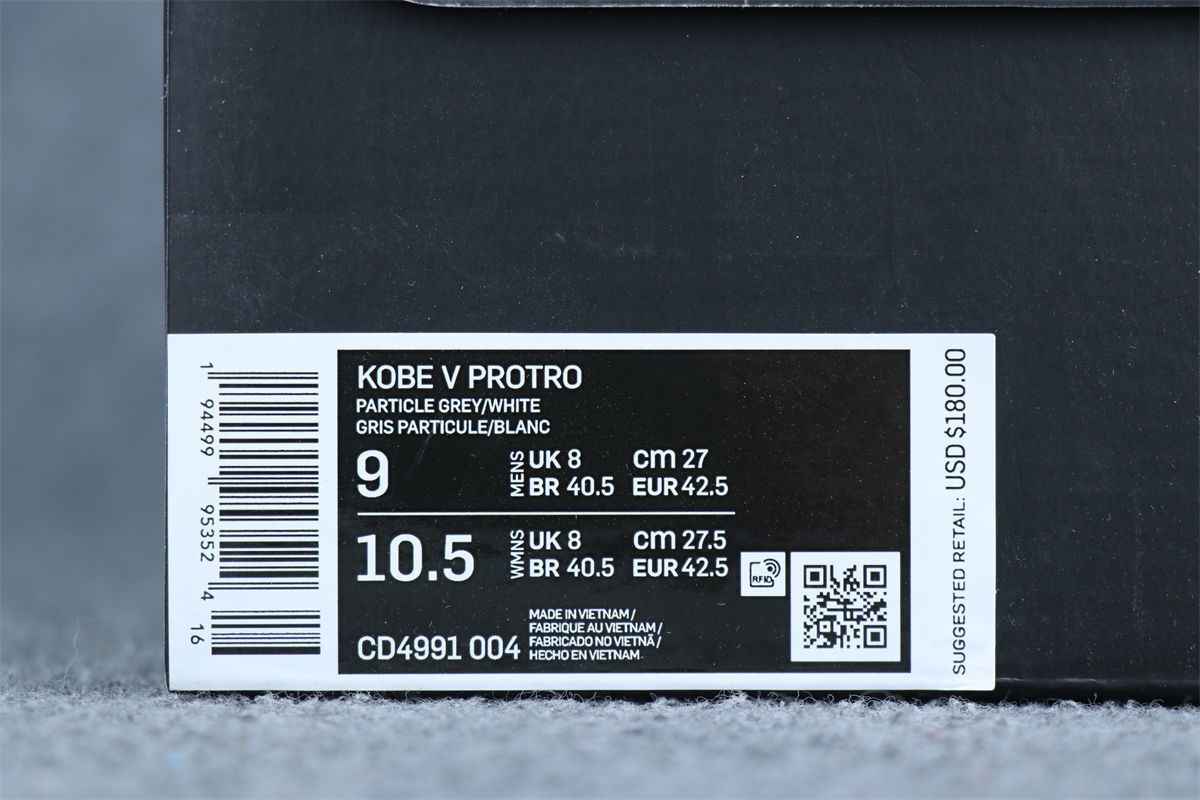 1
94499
95352
4
16
KOBE V PROTRO
PARTICLE GREY/WHITE
GRIS PARTICULE/BLANC
9
MENS
UK 8 CM 27
BR 40.5 EUR 42.5
10.5
WMNS
UK 8 CM 27.5
BR 40.5 EUR 42.5
RFID
CD4991 004
MADE IN VIETNAM/
FABRIQUE AU VIETNAM/
FABRICADO NO VIETNÃ/
HECHO EN VIETNAM
SUGGESTED RETAIL: USD $180.00